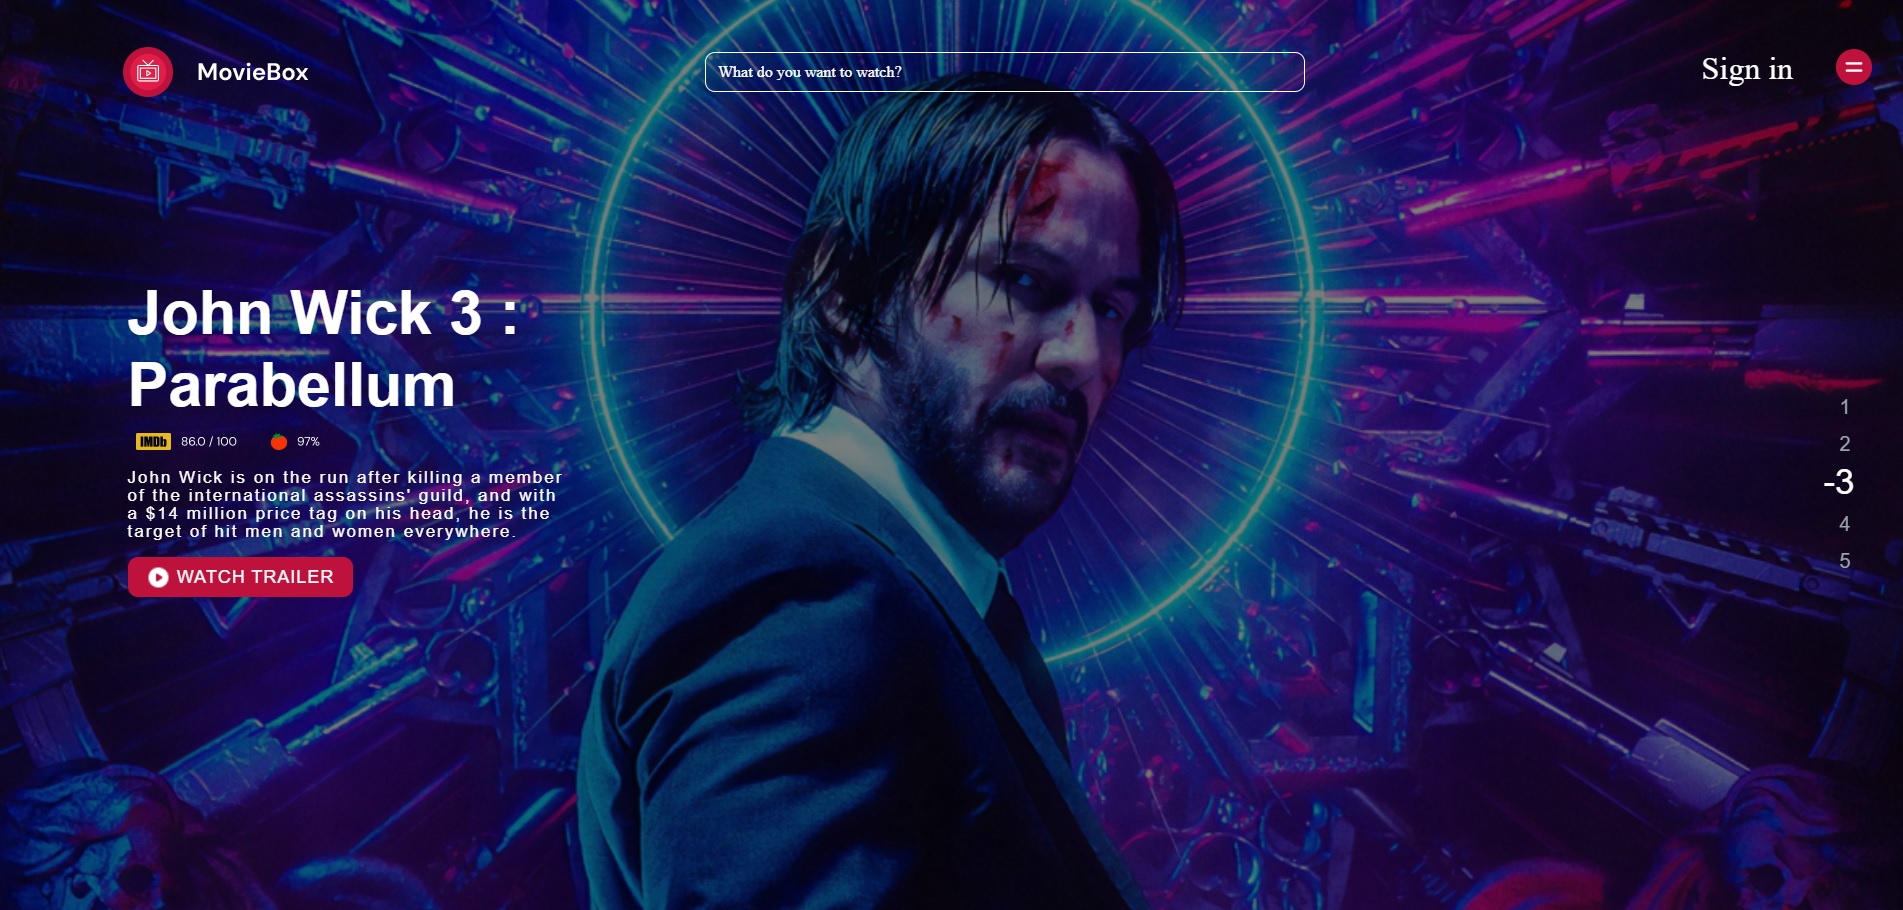 MovieBox
What do you want to watch?
Sign in
John Wick 3 :
Parabellum
IMDb 86.0 / 100 97%
John Wick is on the run after killing a member
of the international assassins' guild, and with
a $14 million price tag on his head, he is the
target of hit men and women everywhere.
WATCH TRAILER
1
2
-3
4
5